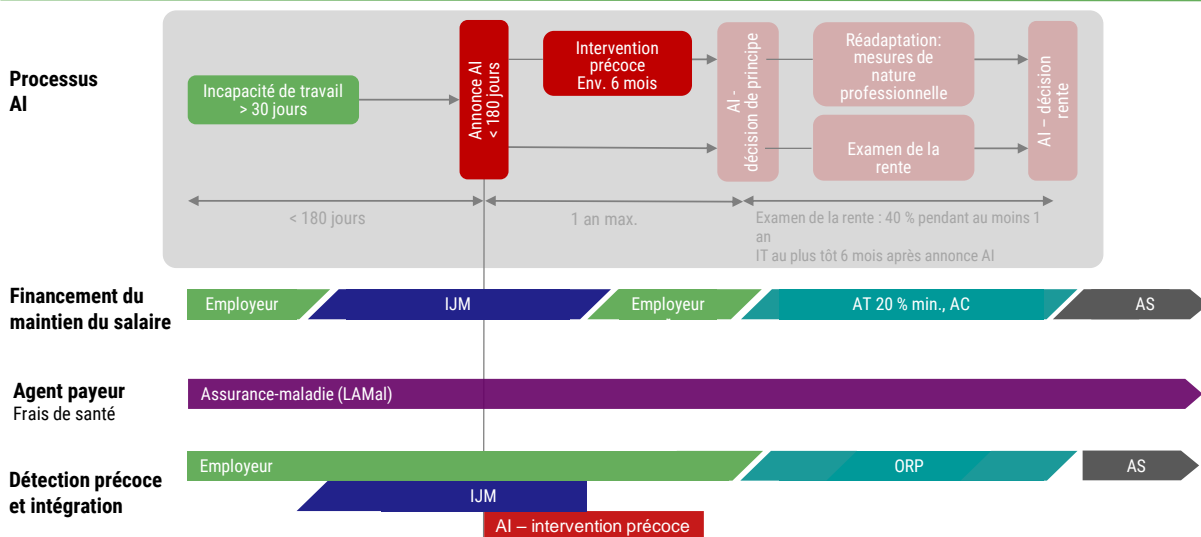 Processus
AI
Incapacité de travail
> 30 jours
Annonce AI
< 180 jours
Intervention
précoce
Env. 6 mois
AI -
décision de principe
Réadaptation:
mesures de
nature
professionnelle
Examen de la
rente
AI – décision
rente
< 180 jours
1 an max.
Examen de la rente : 40 % pendant au moins 1
an
IT au plus tôt 6 mois après annonce AI
Financement du
maintien du salaire
Employeur
IJM
Employeur
AT 20 % min., AC
AS
Agent payeur
Frais de santé
Assurance-maladie (LAMal)
Détection précoce
et intégration
Employeur
ORP
AS
IJM
AI – intervention précoce